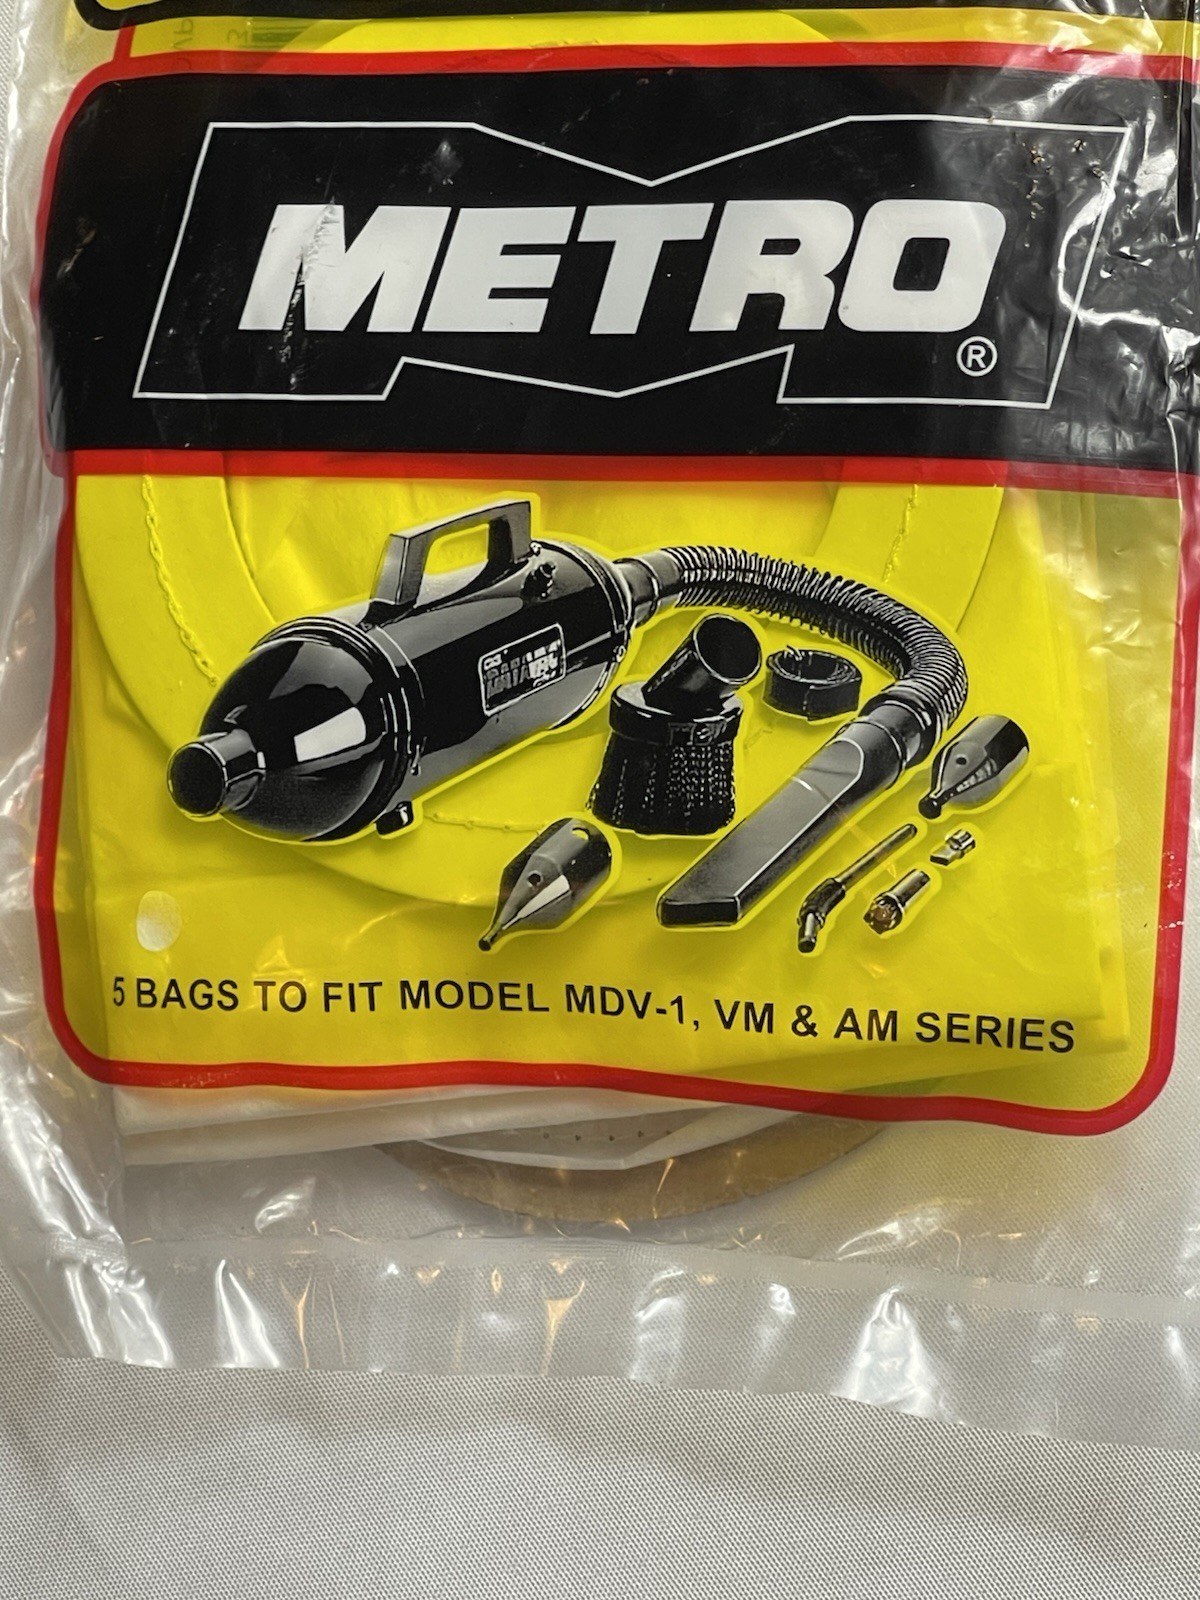 METRO®
5 BAGS TO FIT MODEL MDV-1, VM & AM SERIES